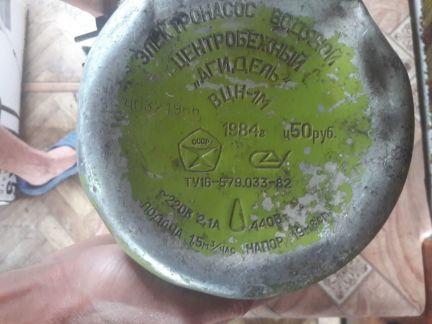 ЭЛЕКТРОНАСОС ВОДЯНОЙ
ЦЕНТРОБЕЖНЫЙ
"АГИДЕЛЬ"
ВЦН-1М
1984г ц50руб.
СССР
ТУ16-579.033-82
~220В 2,1А 440Вт
ПОДАЧА 1,5м³/час НАПОР